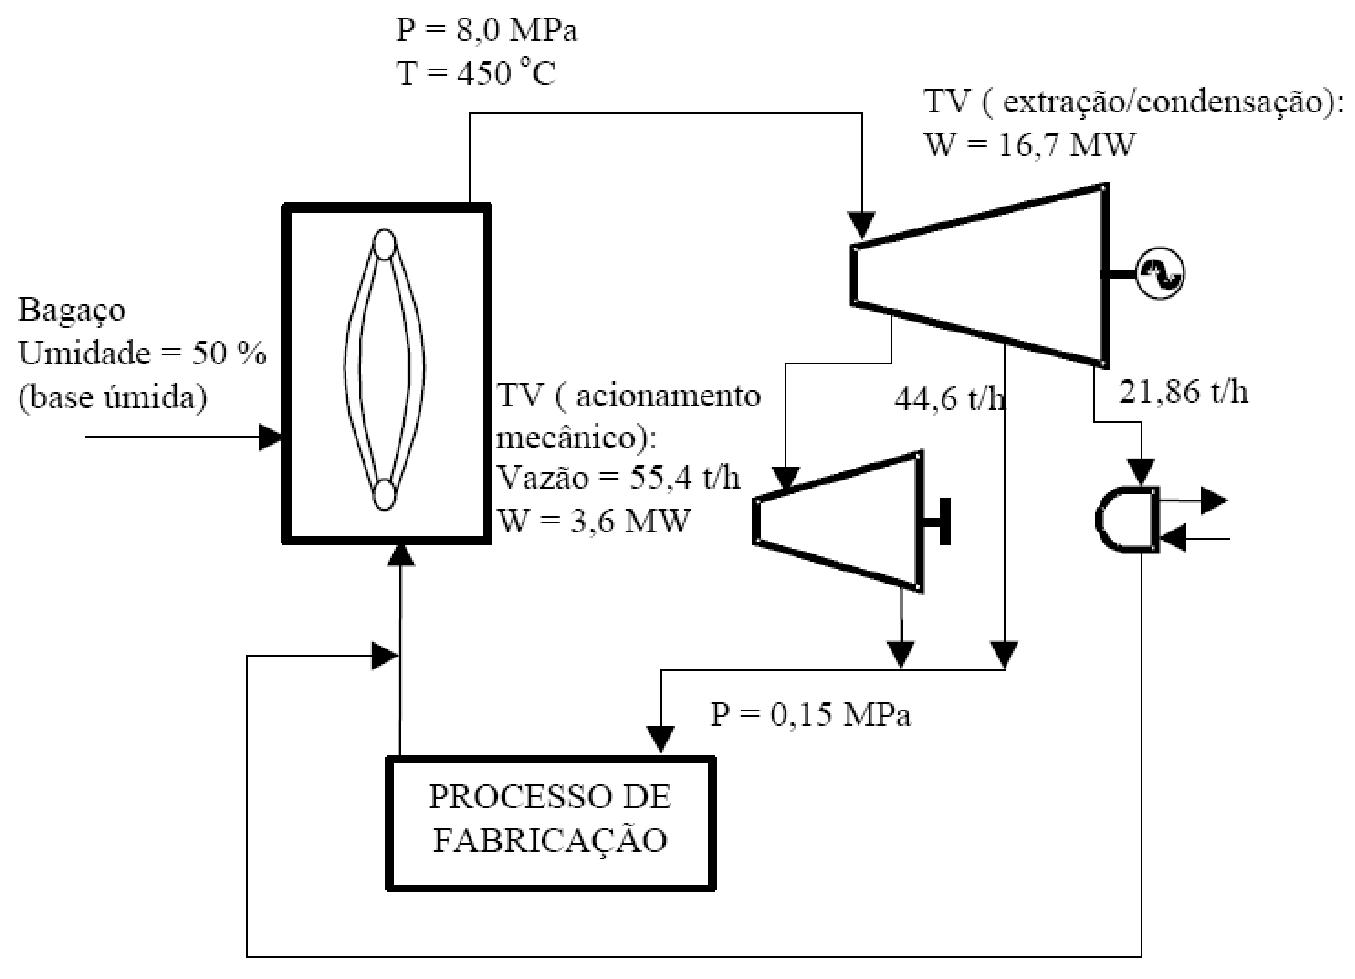 P = 8,0 MPa
T = 450 °C
TV ( extração/condensação):
W = 16,7 MW
Bagaço
Umidade = 50 %
(base úmida)
TV ( acionamento
mecânico):
Vazão = 55,4 t/h
W = 3,6 MW
44,6 t/h
21,86 t/h
P = 0,15 MPa
PROCESSO DE
FABRICAÇÃO